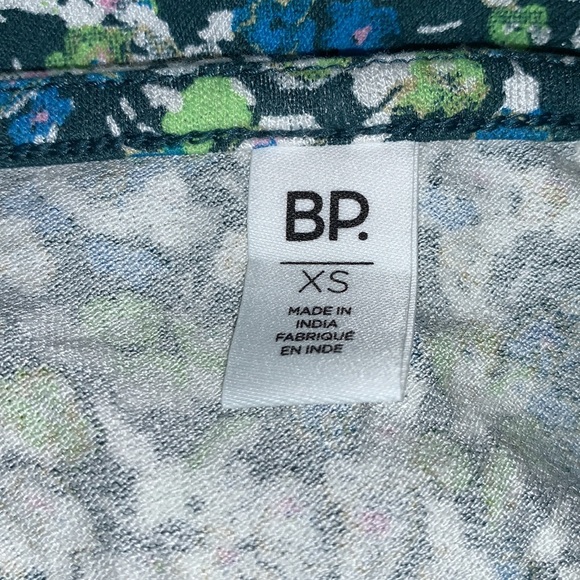 BP.
XS
MADE IN
INDIA
FABRIQUÉ
EN INDE